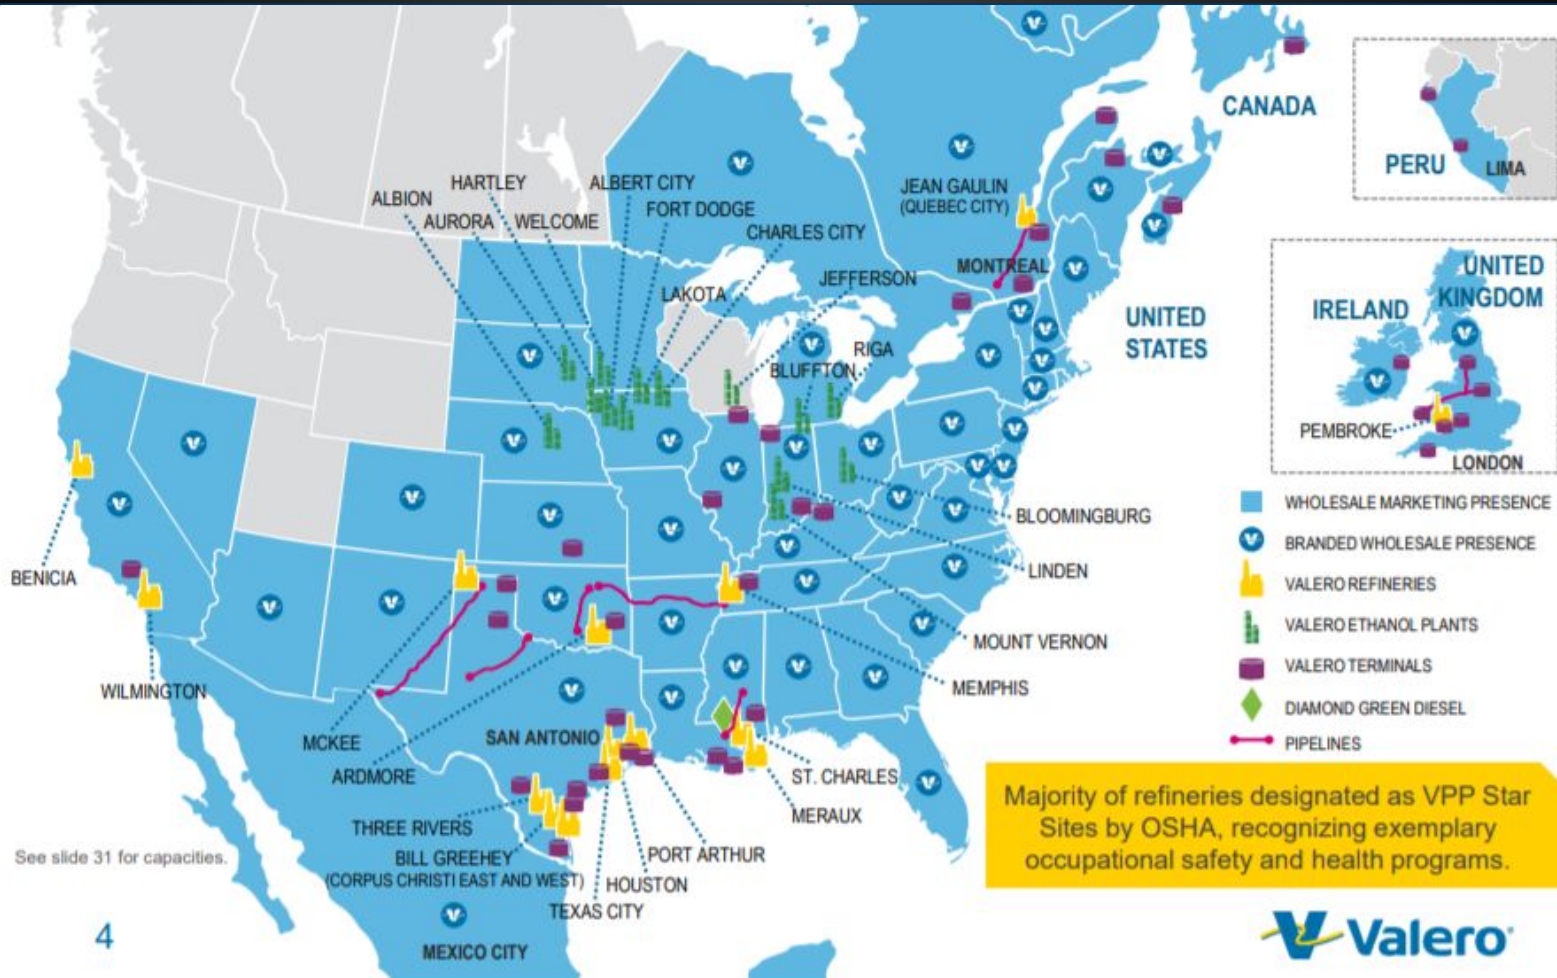 CANADA
PERU
LIMA
HARTLEY
ALBERT CITY
ALBION
AURORA
WELCOME
FORT DODGE
CHARLES CITY
JEAN GAULIN
(QUEBEC CITY)
MONTREAL
LAKOTA
JEFFERSON
RIGA
BLUFFTON
UNITED
STATES
UNITED
KINGDOM
IRELAND
PEMBROKE
LONDON
BENICIA
WILMINGTON
BLOOMINGBURG
LINDEN
MOUNT VERNON
MEMPHIS
MCKEE
ARDMORE
SAN ANTONIO
THREE RIVERS
BILL GREEHEY
(CORPUS CHRISTI EAST AND WEST)
TEXAS CITY
HOUSTON
PORT ARTHUR
ST. CHARLES
MERAUX
MEXICO CITY
WHOLESALE MARKETING PRESENCE
BRANDED WHOLESALE PRESENCE
VALERO REFINERIES
VALERO ETHANOL PLANTS
VALERO TERMINALS
DIAMOND GREEN DIESEL
PIPELINES
Majority of refineries designated as VPP Star
Sites by OSHA, recognizing exemplary
occupational safety and health programs.
See slide 31 for capacities.
4
Valero